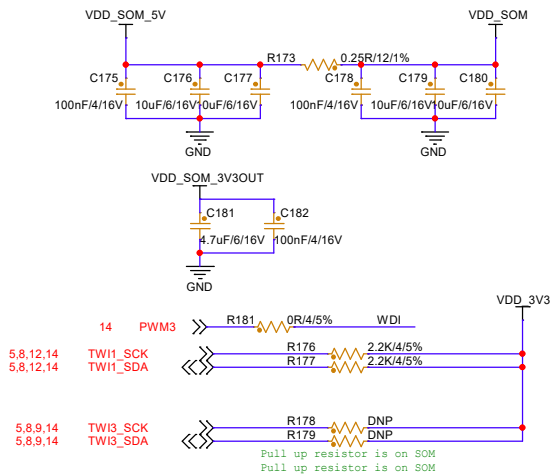 VDD_SOM_5V VDD_SOM
R173 0.25R/12/1%
C175 C176 C177 C178 C179 C180
100nF/4/16V 10uF/6/16V 10uF/6/16V 100nF/4/16V 10uF/6/16V 10uF/6/16V
GND GND
VDD_SOM_3V3OUT
C181 C182
4.7uF/6/16V 100nF/4/16V
GND
VDD_3V3
14 PWM3 R181 0R/4/5% WDI
5,8,12,14 TWI1_SCK R176 2.2K/4/5%
5,8,12,14 TWI1_SDA R177 2.2K/4/5%
5,8,9,14 TWI3_SCK R178 DNP
5,8,9,14 TWI3_SDA R179 DNP
Pull up resistor is on SOM
Pull up resistor is on SOM